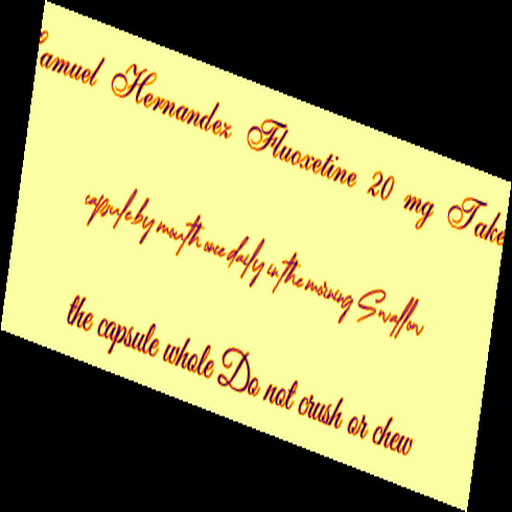 Samuel Hernandez Fluoxetine 20 mg Take
capsule by mouth once daily in the morning Swallow
the capsule whole Do not crush or chew